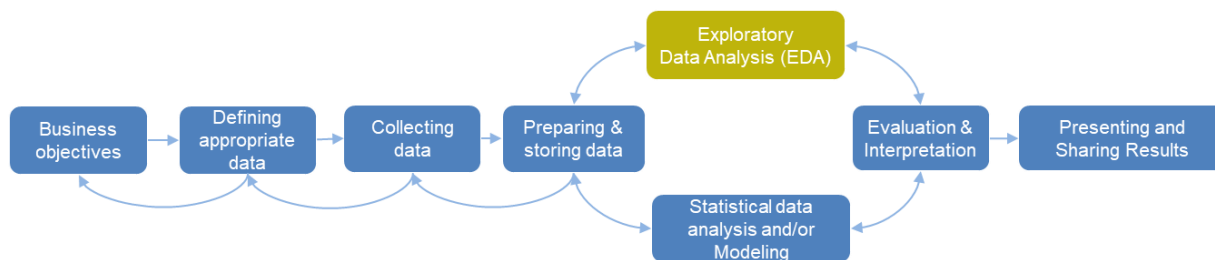 Exploratory
Data Analysis (EDA)
Business
objectives
Defining
appropriate
data
Collecting
data
Preparing &
storing data
Evaluation &
Interpretation
Presenting and
Sharing Results
Statistical data
analysis and/or
Modeling